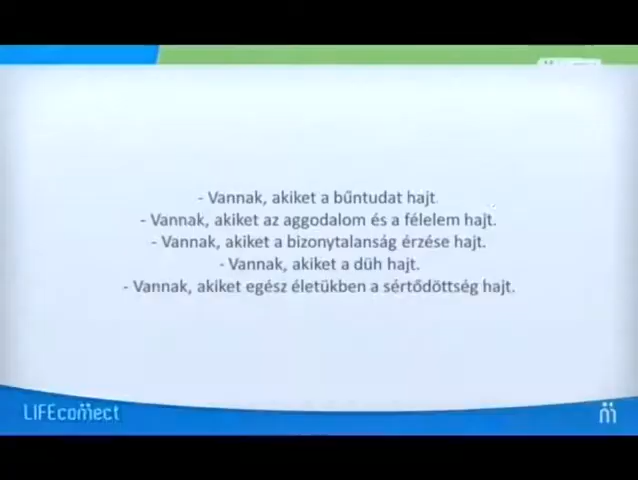 - Vannak, akiket a bűntudat hajt
- Vannak, akiket az aggodalom és a félelem hajt.
- Vannak, akiket a bizonytalanság érzése hajt.
- Vannak, akiket a düh hajt.
- Vannak, akiket egész életükben a sértődöttség hajt.
LIFEconnect